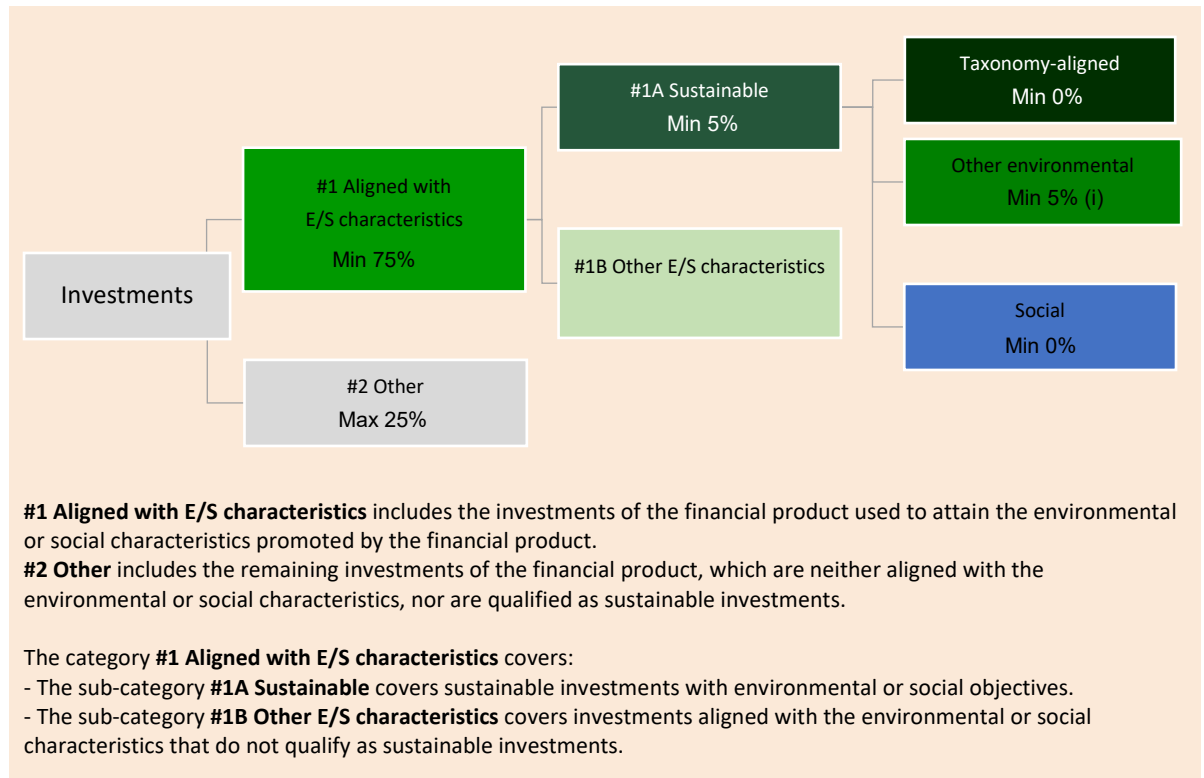 Investments
#1 Aligned with
E/S characteristics
Min 75%
#2 Other
Max 25%
#1A Sustainable
Min 5%
#1B Other E/S characteristics
Taxonomy-aligned
Min 0%
Other environmental
Min 5% (i)
Social
Min 0%
#1 Aligned with E/S characteristics includes the investments of the financial product used to attain the environmental
or social characteristics promoted by the financial product.
#2 Other includes the remaining investments of the financial product, which are neither aligned with the
environmental or social characteristics, nor are qualified as sustainable investments.
The category #1 Aligned with E/S characteristics covers:
- The sub-category #1A Sustainable covers sustainable investments with environmental or social objectives.
- The sub-category #1B Other E/S characteristics covers investments aligned with the environmental or social
characteristics that do not qualify as sustainable investments.